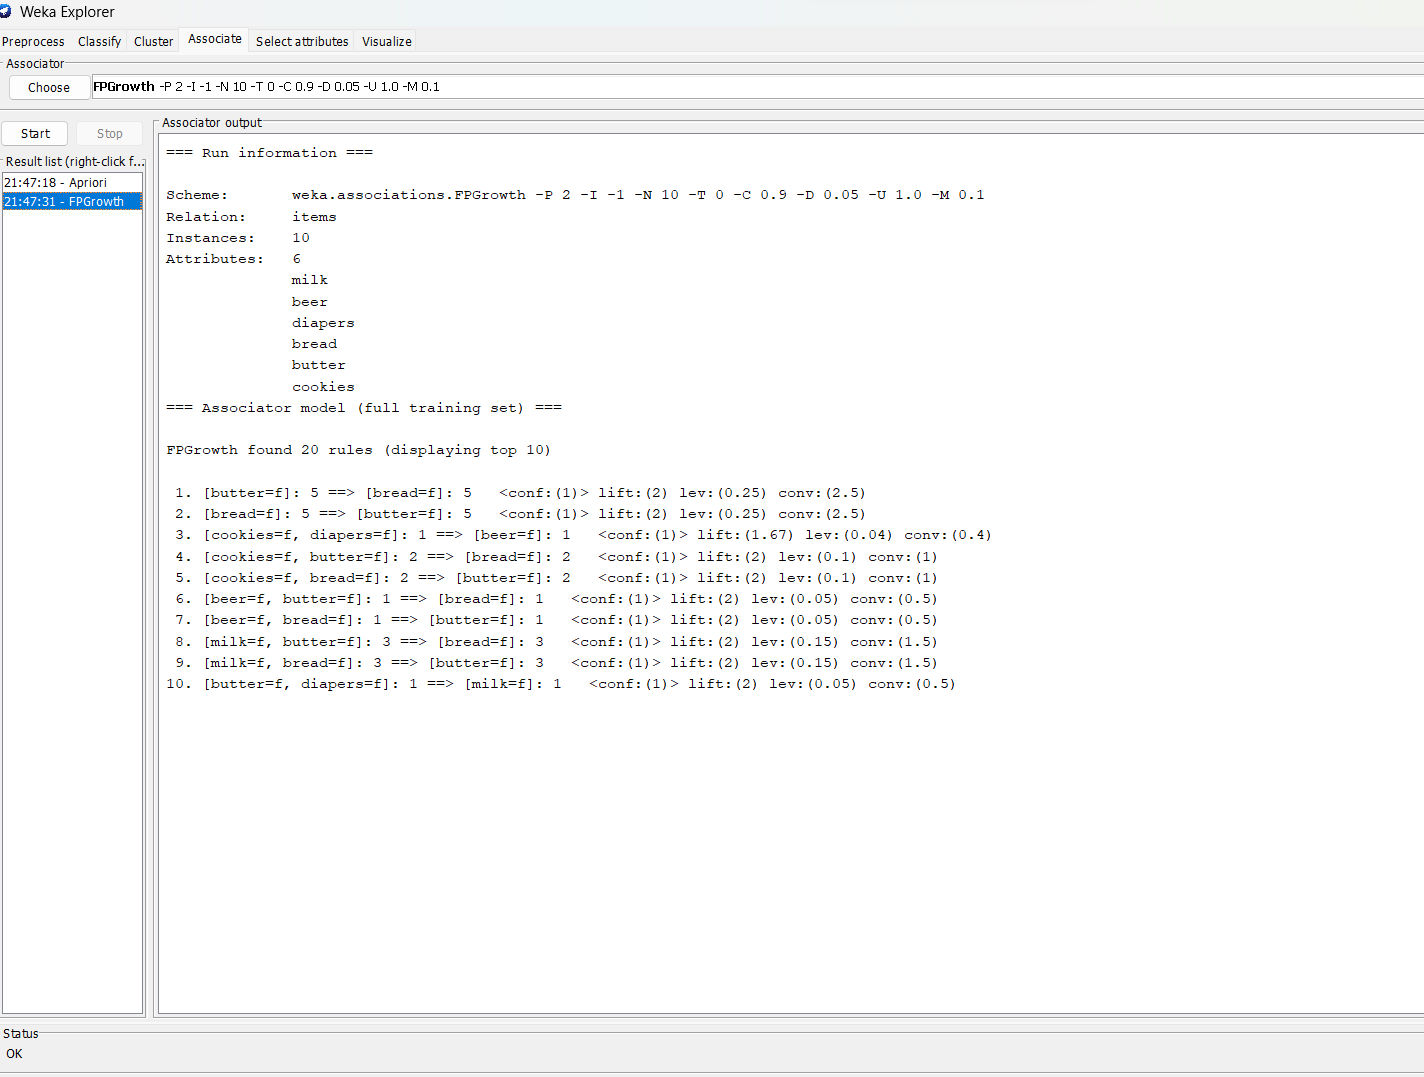 Weka Explorer
Preprocess Classify Cluster Associate Select attributes Visualize
Associator
Choose FPGrowth -P 2 -I -1 -N 10 -T 0 -C 0.9 -D 0.05 -U 1.0 -M 0.1
Start Stop
Result list (right-click f...
21:47:18 - Apriori
21:47:31 - FPGrowth
Associator output
=== Run information ===
Scheme: weka.associations.FPGrowth -P 2 -I -1 -N 10 -T 0 -C 0.9 -D 0.05 -U 1.0 -M 0.1
Relation: items
Instances: 10
Attributes: 6
milk
beer
diapers
bread
butter
cookies
=== Associator model (full training set) ===
FPGrowth found 20 rules (displaying top 10)
1. [butter=f]: 5 ==> [bread=f]: 5 <conf:(1)> lift:(2) lev:(0.25) conv:(2.5)
2. [bread=f]: 5 ==> [butter=f]: 5 <conf:(1)> lift:(2) lev:(0.25) conv:(2.5)
3. [cookies=f, diapers=f]: 1 ==> [beer=f]: 1 <conf:(1)> lift:(1.67) lev:(0.04) conv:(0.4)
4. [cookies=f, butter=f]: 2 ==> [bread=f]: 2 <conf:(1)> lift:(2) lev:(0.1) conv:(1)
5. [cookies=f, bread=f]: 2 ==> [butter=f]: 2 <conf:(1)> lift:(2) lev:(0.1) conv:(1)
6. [beer=f, butter=f]: 1 ==> [bread=f]: 1 <conf:(1)> lift:(2) lev:(0.05) conv:(0.5)
7. [beer=f, bread=f]: 1 ==> [butter=f]: 1 <conf:(1)> lift:(2) lev:(0.05) conv:(0.5)
8. [milk=f, butter=f]: 3 ==> [bread=f]: 3 <conf:(1)> lift:(2) lev:(0.15) conv:(1.5)
9. [milk=f, bread=f]: 3 ==> [butter=f]: 3 <conf:(1)> lift:(2) lev:(0.15) conv:(1.5)
10. [butter=f, diapers=f]: 1 ==> [milk=f]: 1 <conf:(1)> lift:(2) lev:(0.05) conv:(0.5)
Status
OK